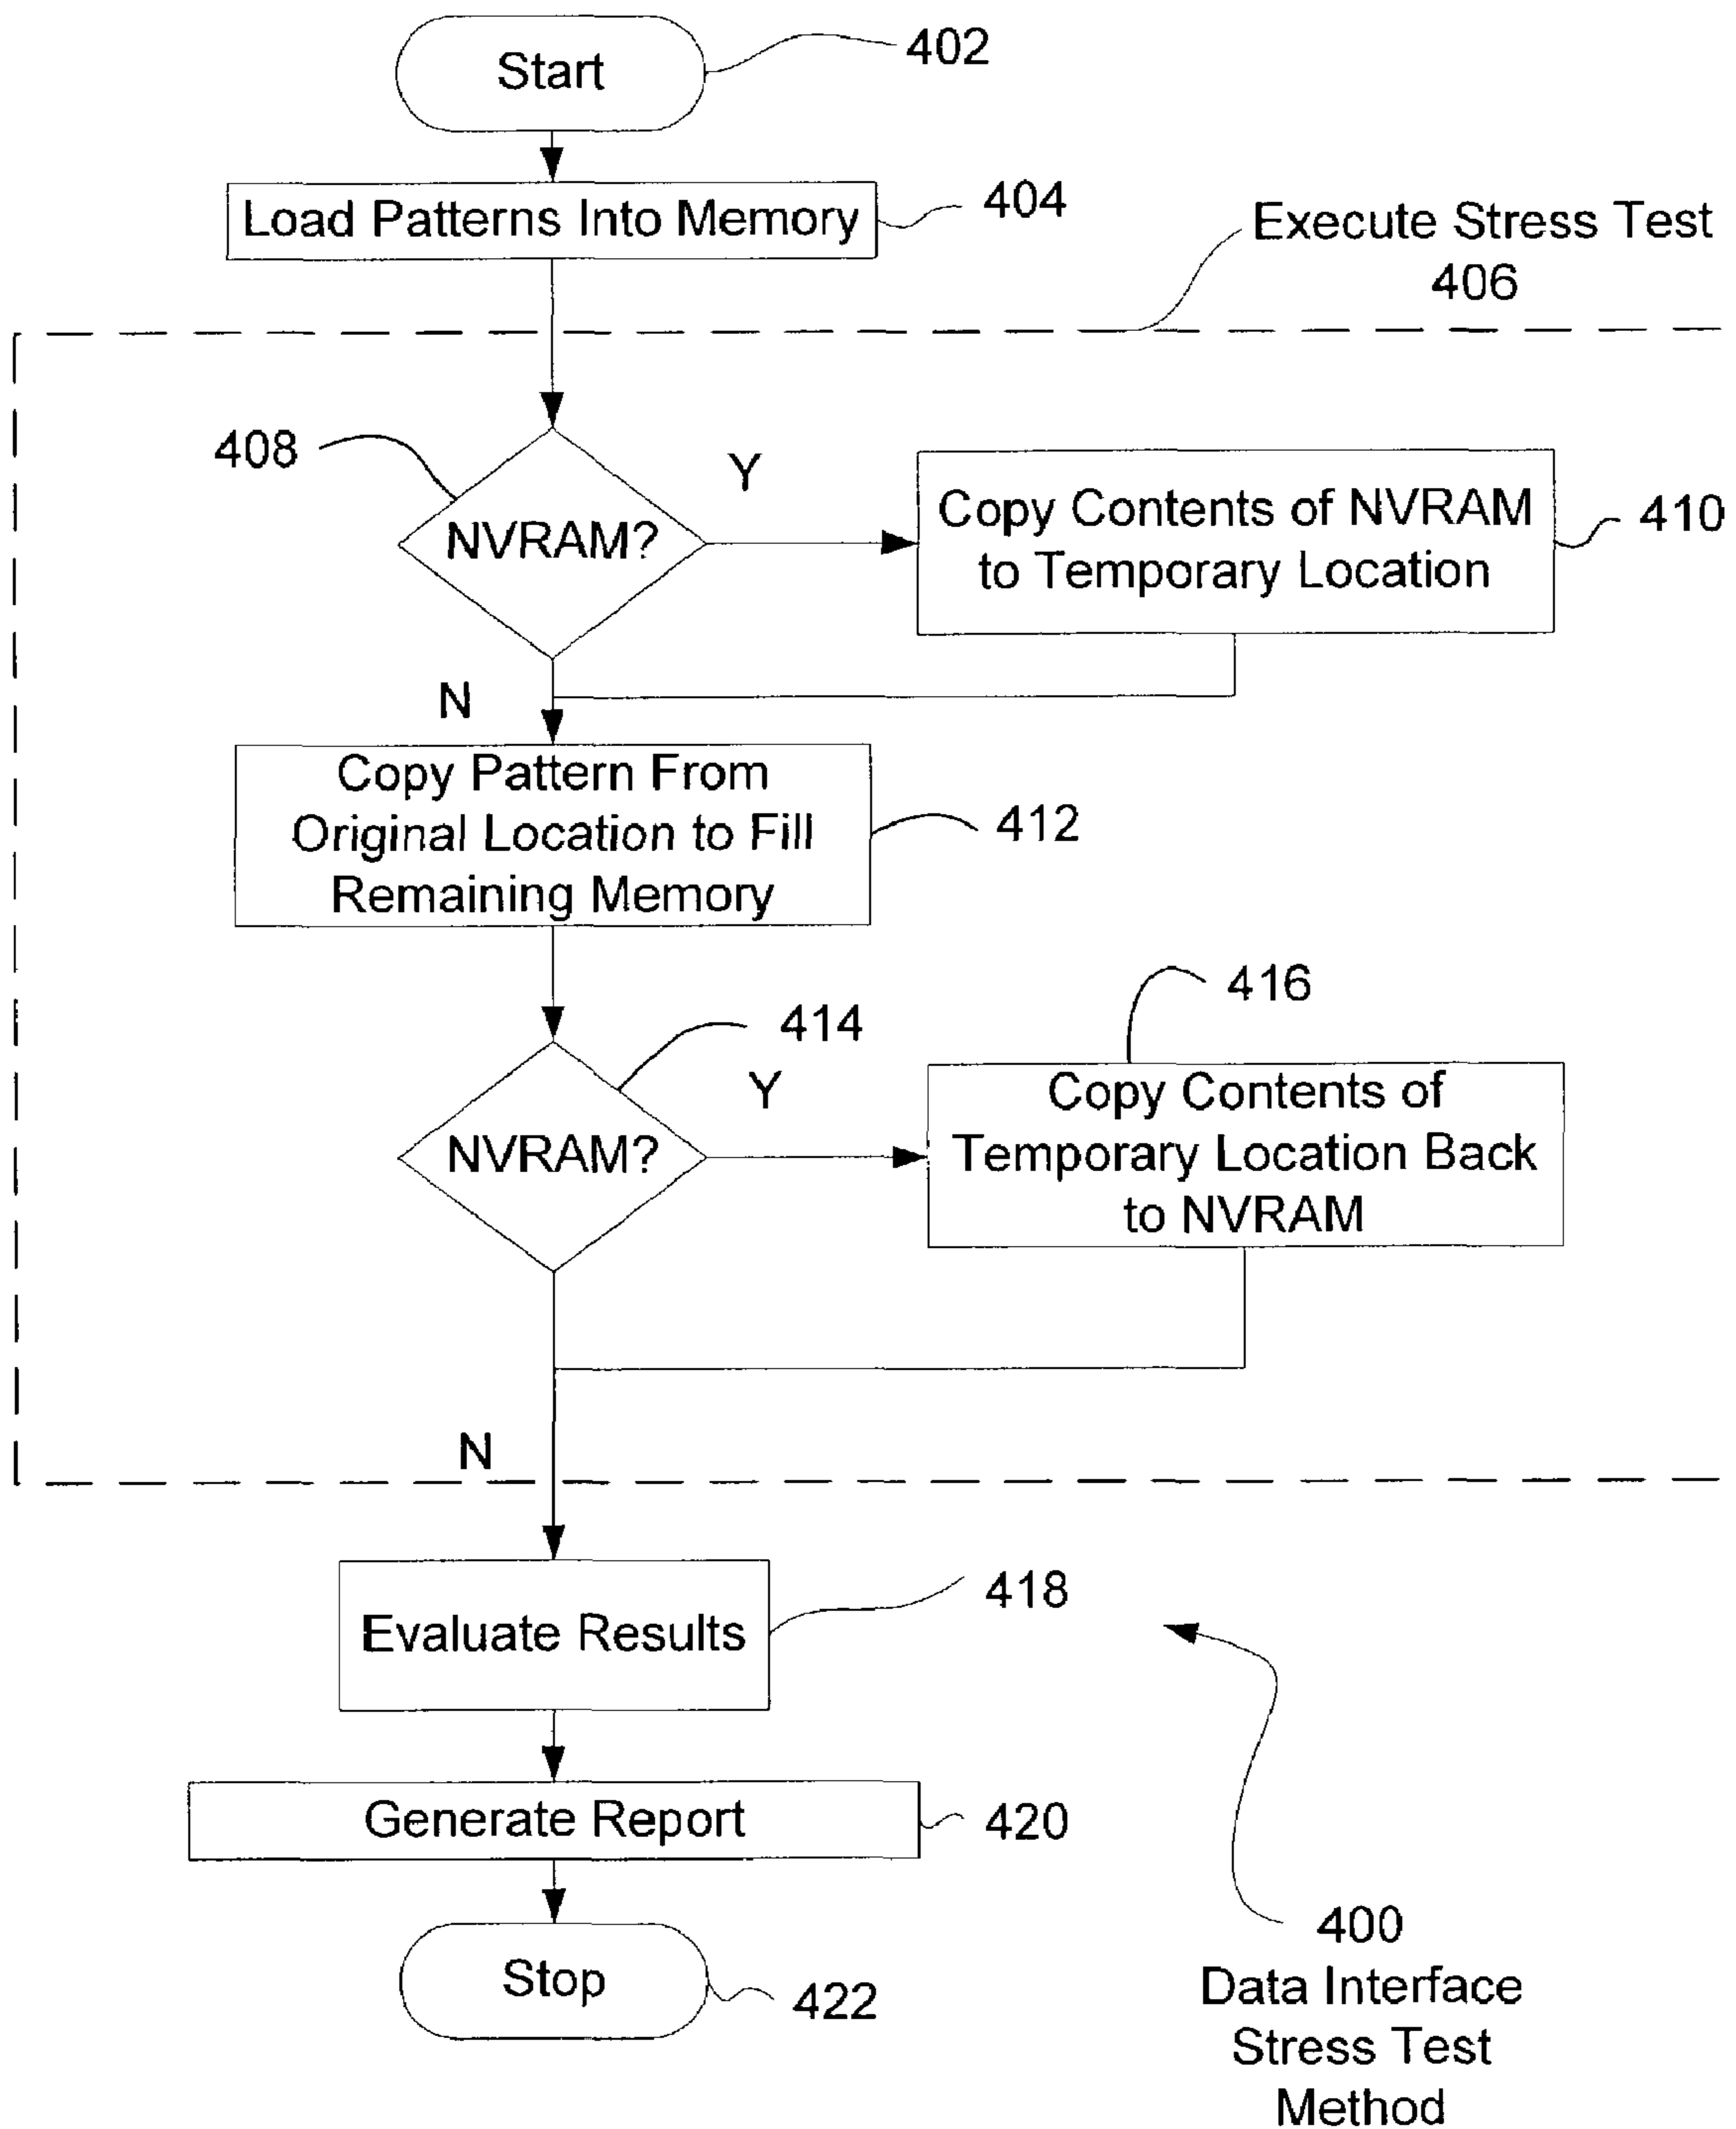 Start
402
Load Patterns Into Memory
404
Execute Stress Test
406
408
NVRAM?
Y
N
Copy Contents of NVRAM
to Temporary Location
410
Copy Pattern From
Original Location to Fill
Remaining Memory
412
414
NVRAM?
Y
N
416
Copy Contents of
Temporary Location Back
to NVRAM
Evaluate Results
418
Generate Report
420
Stop
422
400
Data Interface
Stress Test
Method